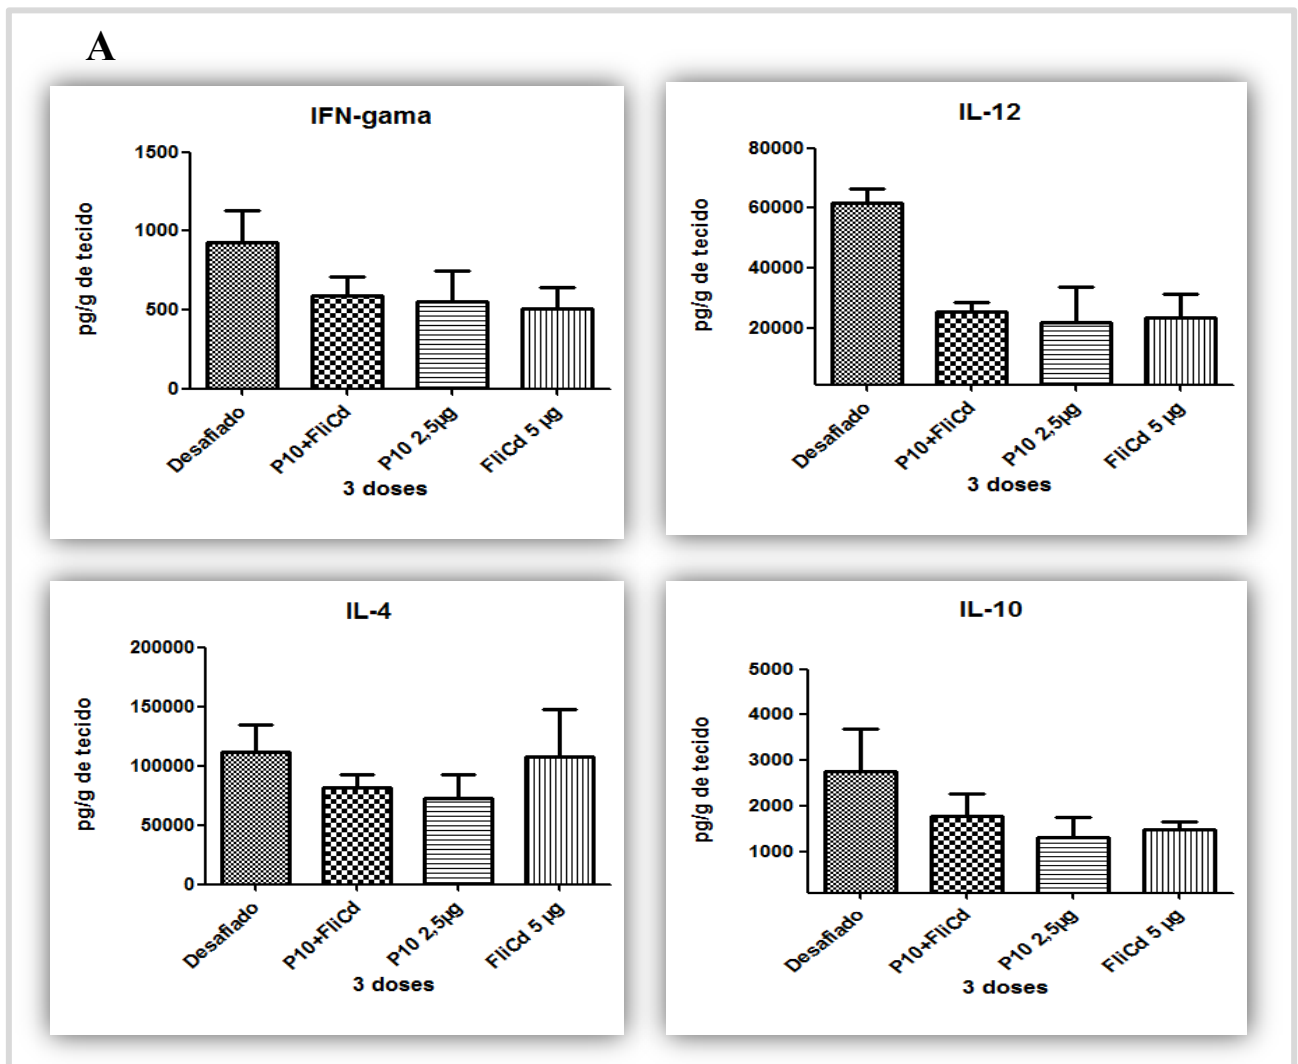 A
IFN-gama
pg/g de tecido
1500
1000
500
0
Desafiado
P10+FliCd
P10 2,5µg
FliCd 5 µg
3 doses
IL-12
pg/g de tecido
80000
60000
40000
20000
Desafiado
P10+FliCd
P10 2,5µg
FliCd 5 µg
3 doses
IL-4
pg/g de tecido
200000
150000
100000
50000
0
Desafiado
P10+FliCd
P10 2,5µg
FliCd 5 µg
3 doses
IL-10
pg/g de tecido
5000
4000
3000
2000
1000
Desafiado
P10+FliCd
P10 2,5µg
FliCd 5 µg
3 doses